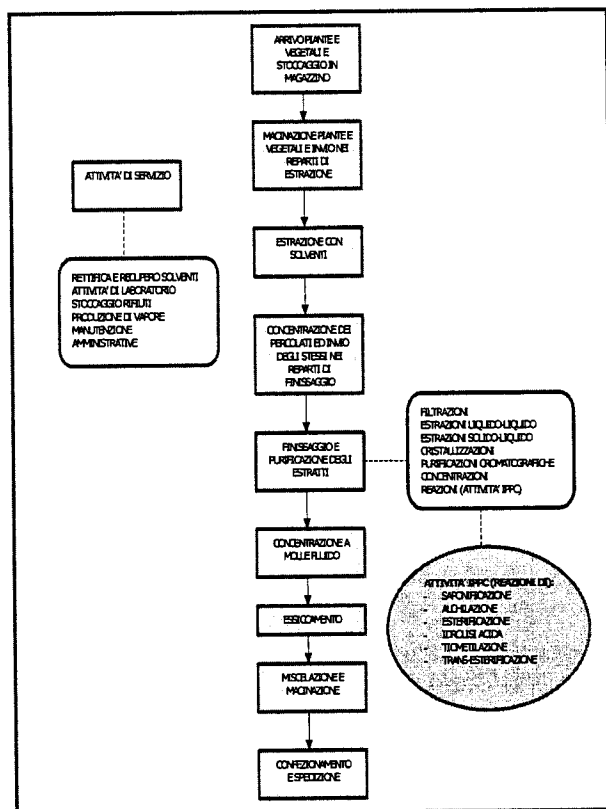 ARRIVO PIANTE E
VEGETALI E
STOCCAGGIO IN
MAGAZZINO
MACINAZIONE PIANTE E
VEGETALI E INVIO NEI
REPARTI DI
ESTRAZIONE
ATTIVITA' DI SERVIZIO
ESTRAZIONE CON
SOLVENTI
RETTIFICA E RECUPERO SOLVENTI
ATTIVITA' DI LABORATORIO
STOCCAGGIO RIFIUTI
PRODUZIONE DI VAPORE
MANUTENZIONE
AMMINISTRATIVE
CONCENTRAZIONE DEI
PERCOLATI ED INVIO
DEGLI STESSI NEI
REPARTI DI
FINISSAGGIO
FINISSAGGIO E
PURIFICAZIONE DEGLI
ESTRATTI
FILTRAZIONI
ESTRAZIONI LIQUIDO-LIQUIDO
ESTRAZIONI SOLIDO-LIQUIDO
CRISTALLIZZAZIONI
PURIFICAZIONI CROMATOGRAFICHE
CONCENTRAZIONI
REAZIONI (ATTIVITA' IPPC)
CONCENTRAZIONE A
MOLLE FLUIDO
ATTIVITA' IPPC (REAZIONI DI):
- SAPONIFICAZIONE
- ALCHILAZIONE
- ESTERIFICAZIONE
- IDROLISI ACIDA
- TIOMETILAZIONE
- TRANS-ESTERIFICAZIONE
ESSICCAMENTO
MISCELAZIONE E
MACINAZIONE
CONFEZIONAMENTO
E SPEDIZIONE